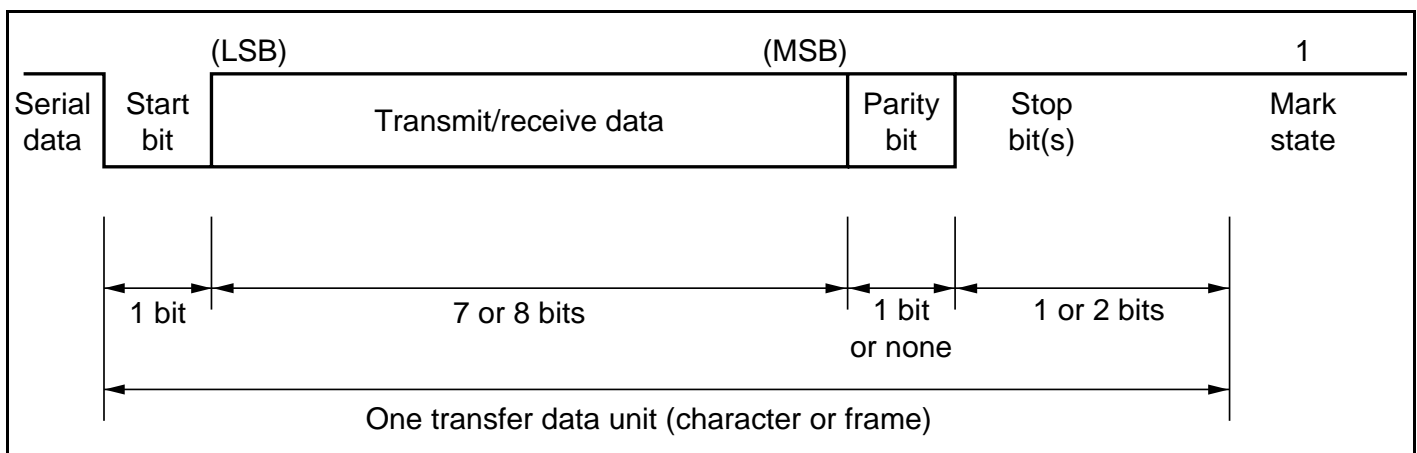 (LSB) (MSB) 1
Serial data
Start bit
Transmit/receive data
Parity bit
Stop bit(s)
Mark state
1 bit
7 or 8 bits
1 bit or none
1 or 2 bits
One transfer data unit (character or frame)